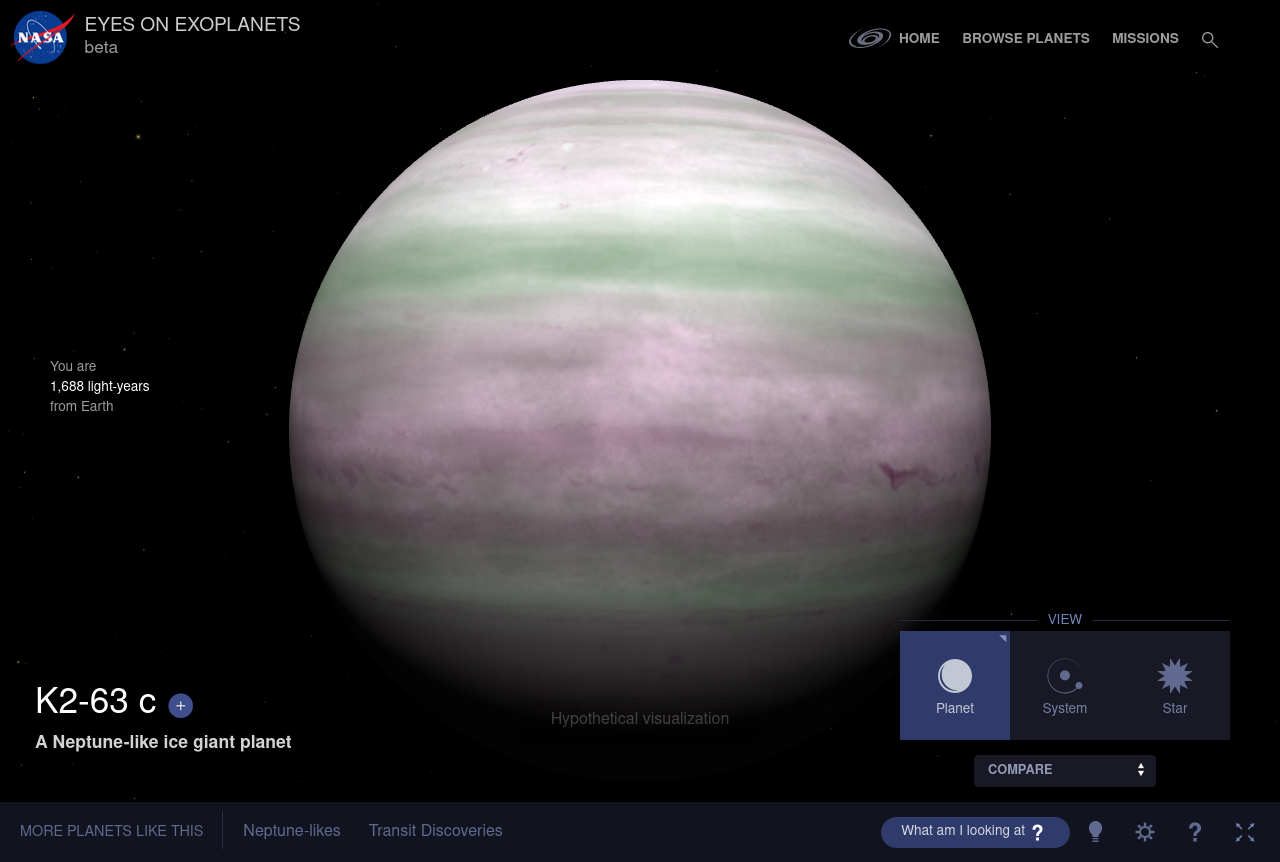 NASA
EYES ON EXOPLANETS
beta
HOME
BROWSE PLANETS
MISSIONS
You are
1,688 light-years
from Earth
VIEW
Planet
System
Star
K2-63 c +
A Neptune-like ice giant planet
Hypothetical visualization
COMPARE
MORE PLANETS LIKE THIS
Neptune-likes
Transit Discoveries
What am I looking at ?
?